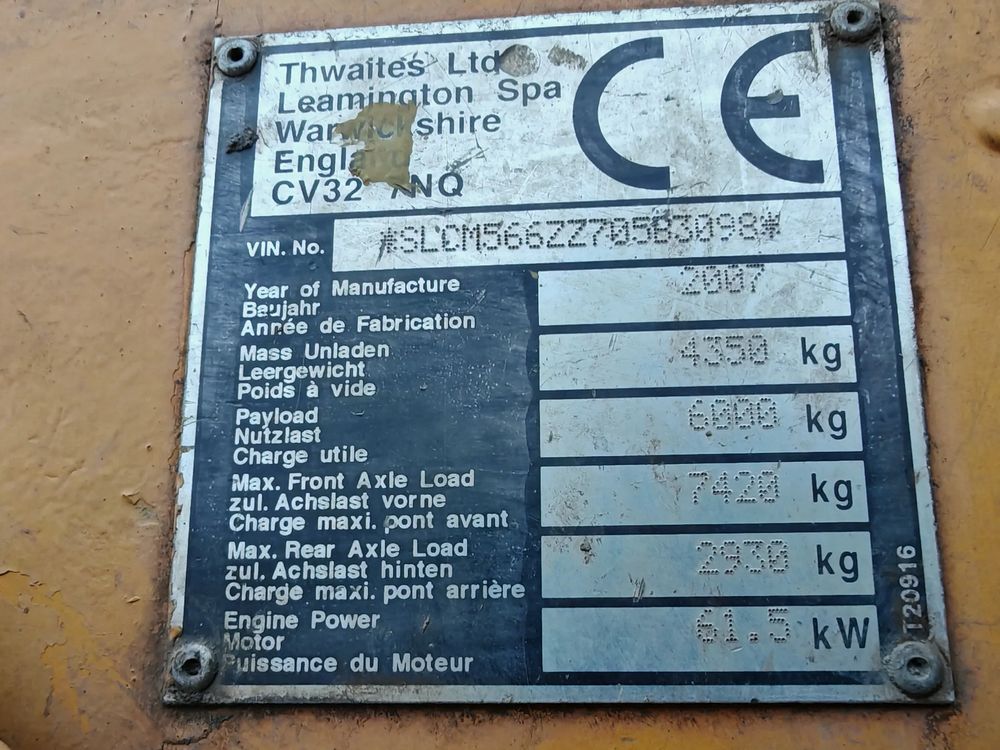 Thwaites Ltd
CE
Leamington Spa
Warwickshire
England
CV32 7NQ
VIN. No. *SLCM566ZZ705B3098*
Year of Manufacture
Baujahr 2007
Année de Fabrication
Mass Unladen
Leergewicht 4350 kg
Poids à vide
Payload
Nutzlast 6000 kg
Charge utile
Max. Front Axle Load
zul. Achslast vorne 7420 kg
Charge maxi. pont avant
Max. Rear Axle Load
zul. Achslast hinten 2930 kg
Charge maxi. pont arrière
Engine Power
Motor 61.5 kW
Puissance du Moteur
T20916